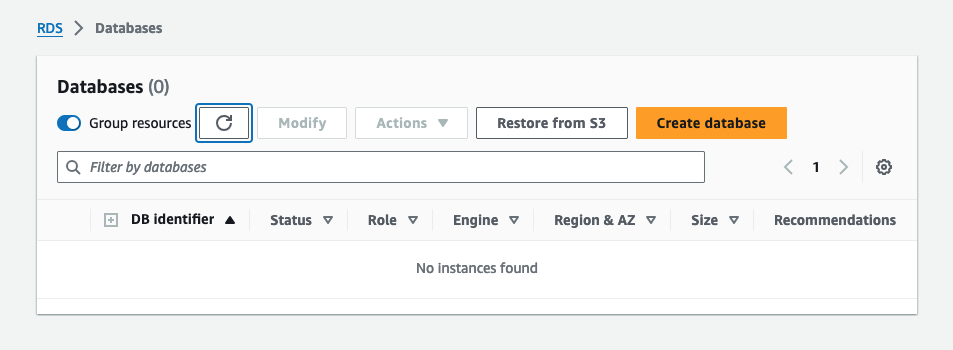 RDS > Databases
Databases (0)
Group resources Modify Actions Restore from S3 Create database
Filter by databases 1
DB identifier Status Role Engine Region & AZ Size Recommendations
No instances found